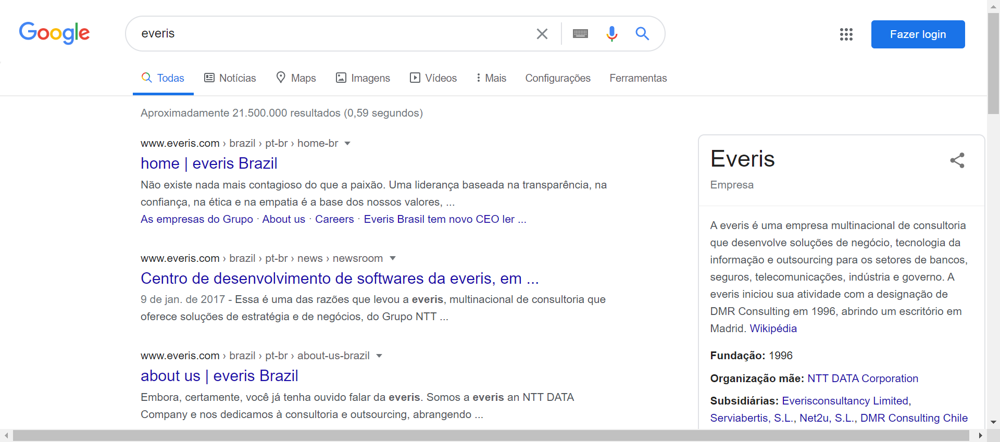 Google
everis
Fazer login
Todas
Notícias
Maps
Imagens
Vídeos
Mais
Configurações
Ferramentas
Aproximadamente 21.500.000 resultados (0,59 segundos)
www.everis.com › brazil › pt-br › home-br
home | everis Brazil
Não existe nada mais contagioso do que a paixão. Uma liderança baseada na transparência, na
confiança, na ética e na empatia é a base dos nossos valores, ...
As empresas do Grupo · About us · Careers · Everis Brasil tem novo CEO ler ...
www.everis.com › brazil › pt-br › news › newsroom
Centro de desenvolvimento de softwares da everis, em ...
9 de jan. de 2017 - Essa é uma das razões que levou a everis, multinacional de consultoria que
oferece soluções de estratégia e de negócios, do Grupo NTT ...
www.everis.com › brazil › pt-br › about-us-brazil
about us | everis Brazil
Embora, certamente, você já tenha ouvido falar da everis. Somos a everis an NTT DATA
Company e nos dedicamos à consultoria e outsourcing, abrangendo ...
Everis
Empresa
A everis é uma empresa multinacional de consultoria
que desenvolve soluções de negócio, tecnologia da
informação e outsourcing para os setores de bancos,
seguros, telecomunicações, indústria e governo. A
everis iniciou sua atividade com a designação de
DMR Consulting em 1996, abrindo um escritório em
Madrid. Wikipédia
Fundação: 1996
Organização mãe: NTT DATA Corporation
Subsidiárias: Everisconsultancy Limited,
Serviabertis, S.L., Net2u, S.L., DMR Consulting Chile